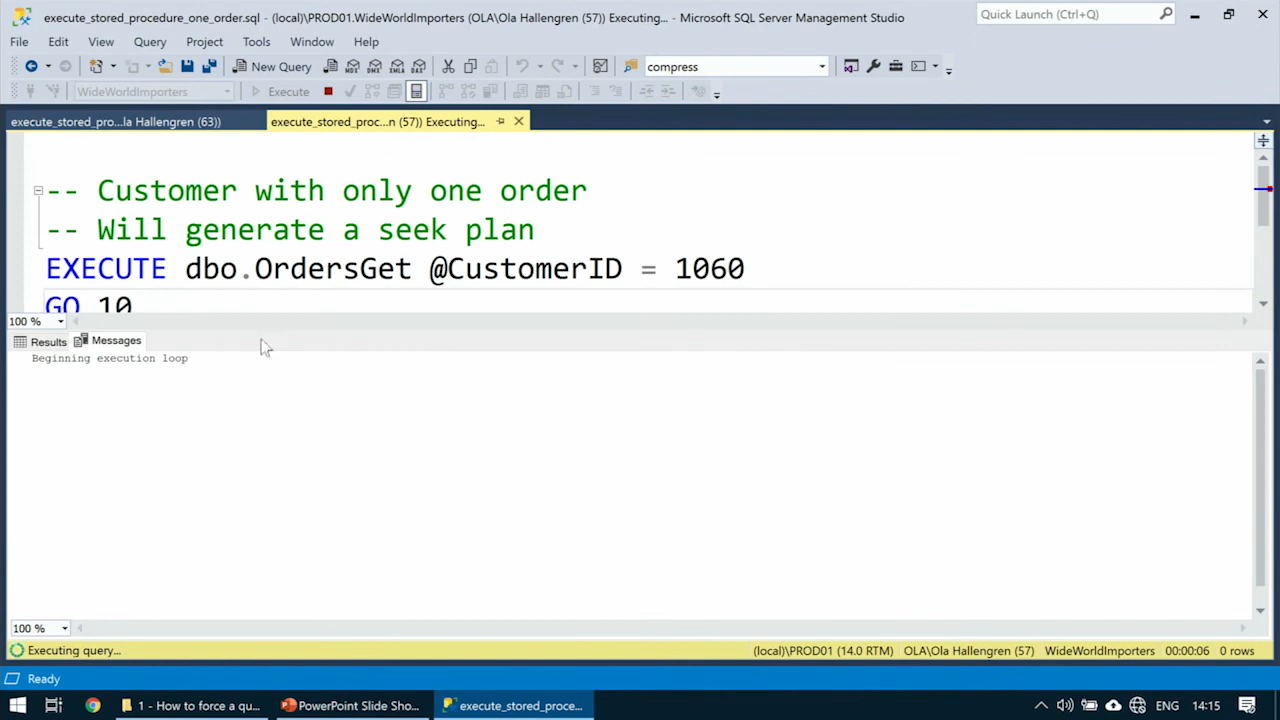 execute_stored_procedure_one_order.sql - (local)\PROD01.WideWorldImporters (OLA\Ola Hallengren (57)) Executing... - Microsoft SQL Server Management Studio
Quick Launch (Ctrl+Q)
File Edit View Query Project Tools Window Help
New Query
MDX DMX XMLA DAX
compress
WideWorldImporters
Execute
execute_stored_pro...la Hallengren (63))
execute_stored_proc...n (57)) Executing...
-- Customer with only one order
-- Will generate a seek plan
EXECUTE dbo.OrdersGet @CustomerID = 1060
GO 10
100 %
Results Messages
Beginning execution loop
100 %
Executing query...
(local)\PROD01 (14.0 RTM) OLA\Ola Hallengren (57) WideWorldImporters 00:00:06 0 rows
Ready
1 - How to force a qu... PowerPoint Slide Sho... execute_stored_proce... ENG 14:15